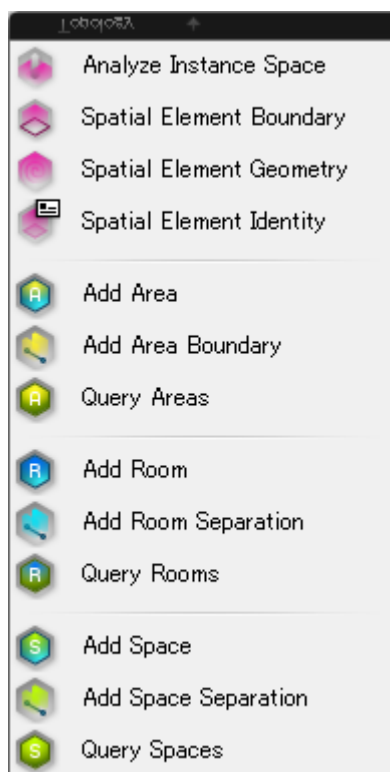 Topology
Analyze Instance Space
Spatial Element Boundary
Spatial Element Geometry
Spatial Element Identity
A Add Area
Add Area Boundary
A Query Areas
R Add Room
Add Room Separation
R Query Rooms
S Add Space
Add Space Separation
S Query Spaces